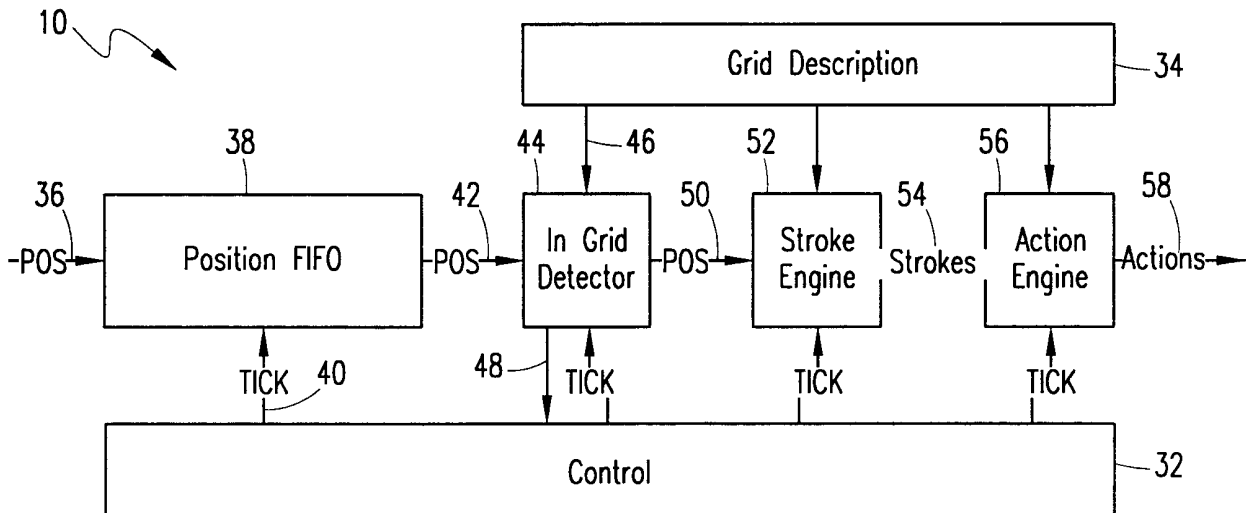 10
Grid Description
34
38
44
46
52
56
36
42
50
54
58
POS
Position FIFO
POS
In Grid
Detector
POS
Stroke
Engine
Strokes
Action
Engine
Actions
TICK
40
48
TICK
TICK
TICK
Control
32